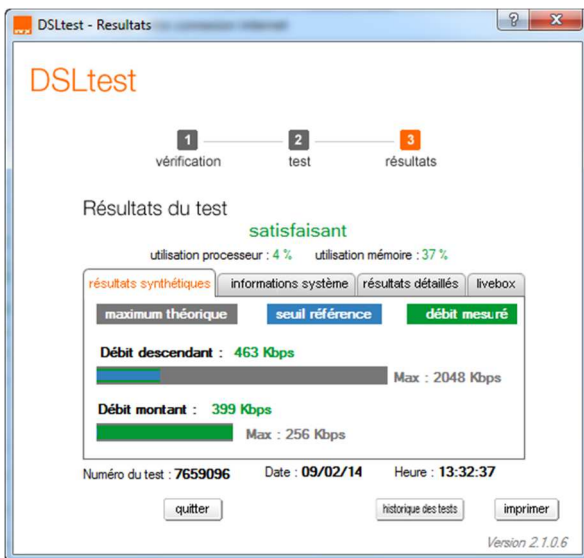 DSLtest - Resultats
?
DSLtest
1 2 3
vérification test résultats
Résultats du test
satisfaisant
utilisation processeur : 4 % utilisation mémoire : 37 %
résultats synthétiques informations système résultats détaillés livebox
maximum théorique seuil référence débit mesuré
Débit descendant : 463 Kbps
Max : 2048 Kbps
Débit montant : 399 Kbps
Max : 256 Kbps
Numéro du test : 7659096 Date : 09/02/14 Heure : 13:32:37
quitter historique des tests imprimer
Version 2.1.0.6